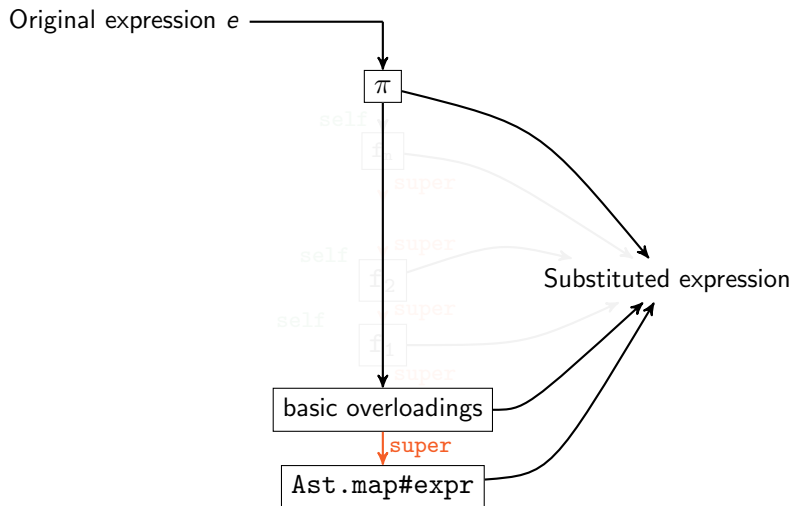 Original expression e
π
self
super
super
self
f2
super
self
f1
super
Substituted expression
basic overloadings
super
Ast.map#expr